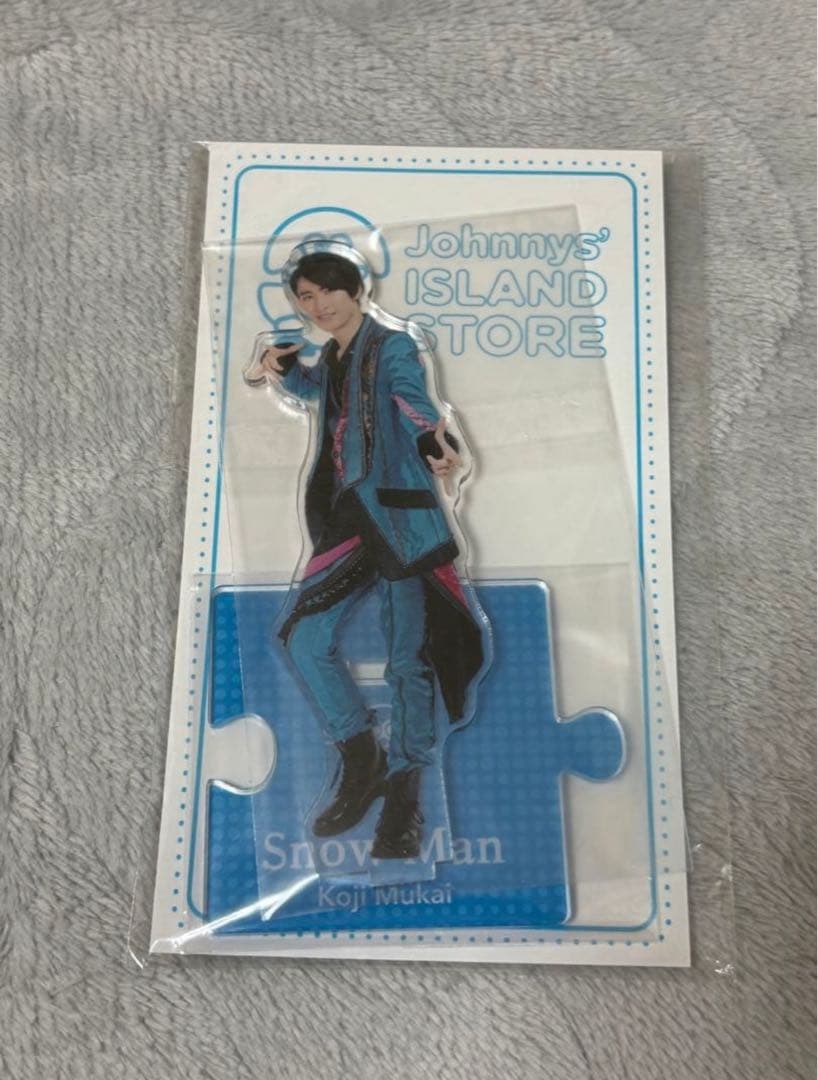 Johnnys'
ISLAND
STORE
Snow Man
Koji Mukai